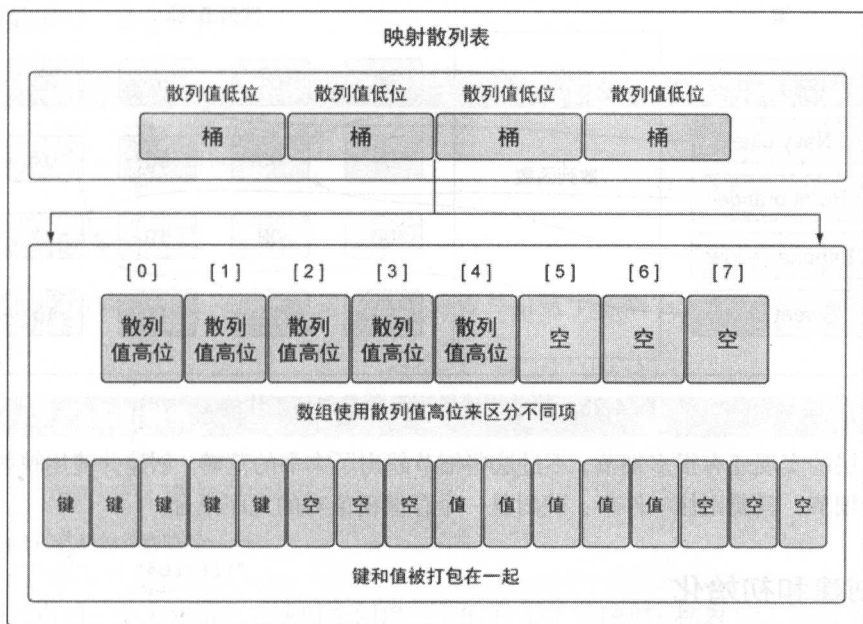 映射散列表
散列值低位 散列值低位 散列值低位 散列值低位
桶 桶 桶 桶
[0] [1] [2] [3] [4] [5] [6] [7]
散列 散列 散列 散列 散列 空 空 空
值高位 值高位 值高位 值高位 值高位
数组使用散列值高位来区分不同项
键 键 键 键 键 空 空 空 值 值 值 值 值 空 空 空
键和值被打包在一起